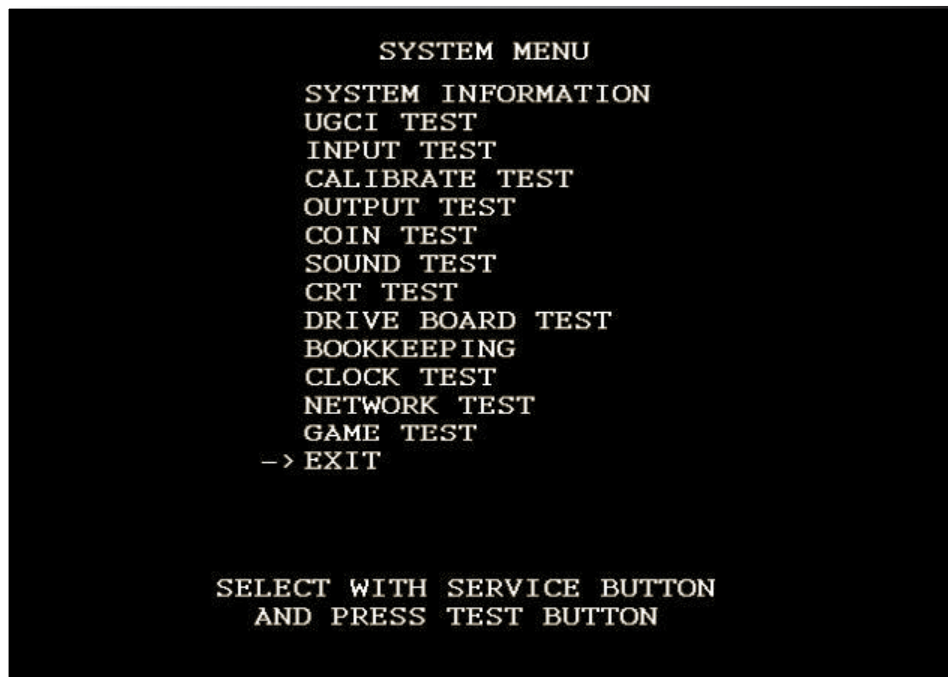 SYSTEM MENU
SYSTEM INFORMATION
UGCI TEST
INPUT TEST
CALIBRATE TEST
OUTPUT TEST
COIN TEST
SOUND TEST
CRT TEST
DRIVE BOARD TEST
BOOKKEEPING
CLOCK TEST
NETWORK TEST
GAME TEST
-> EXIT
SELECT WITH SERVICE BUTTON
AND PRESS TEST BUTTON